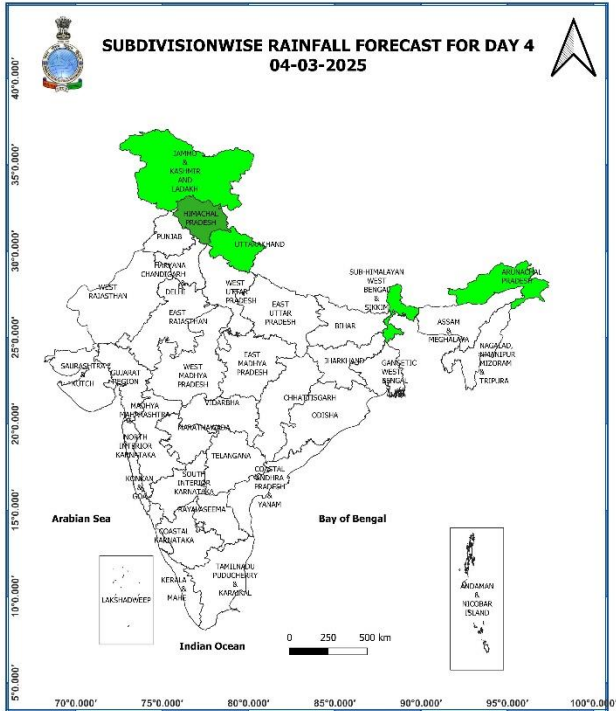 SUBDIVISIONWISE RAINFALL FORECAST FOR DAY 4
04-03-2025
40°0.000'
35°0.000'
30°0.000'
25°0.000'
20°0.000'
15°0.000'
10°0.000'
5°0.000'
JAMMU
&
KASHMIR
AND
LADAKH
HIMACHAL
PRADESH
PUNJAB
UTTARAKHAND
HARYANA
CHANDIGARH
&
DELHI
WEST
UTTAR
PRADESH
WEST
RAJASTHAN
EAST
RAJASTHAN
EAST
UTTAR
PRADESH
SUB-HIMALAYAN
WEST
BENGAL
&
SIKKIM
ARUNACHAL
PRADESH
BIHAR
ASSAM
&
MEGHALAYA
NAGALAD,
MANIPUR
MIZORAM
&
TRIPURA
SAURASHTRA
&
KUTCH
GUJARAT
REGION
WEST
MADHYA
PRADESH
EAST
MADHYA
PRADESH
JHARKHAND
GANGETIC
WEST
BENGAL
CHHATTISGARH
ODISHA
VIDARBHA
MADHYA
MAHARASHTRA
MARATHAWADA
NORTH
INTERIOR
KARNATAKA
TELANGANA
KONKAN
&
GOA
SOUTH
INTERIOR
KARNATAKA
COASTAL
ANDHRA
PRADESH
&
YANAM
RAYALASEEMA
COASTAL
KARNATAKA
Arabian Sea
Bay of Bengal
TAMILNADU
PUDUCHERRY
&
KARAIKAL
KERALA
&
MAHE
LAKSHADWEEP
ANDAMAN
&
NICOBAR
ISLAND
Indian Ocean
0 250 500 km
70°0.000' 75°0.000' 80°0.000' 85°0.000' 90°0.000' 95°0.000' 100°0.000'